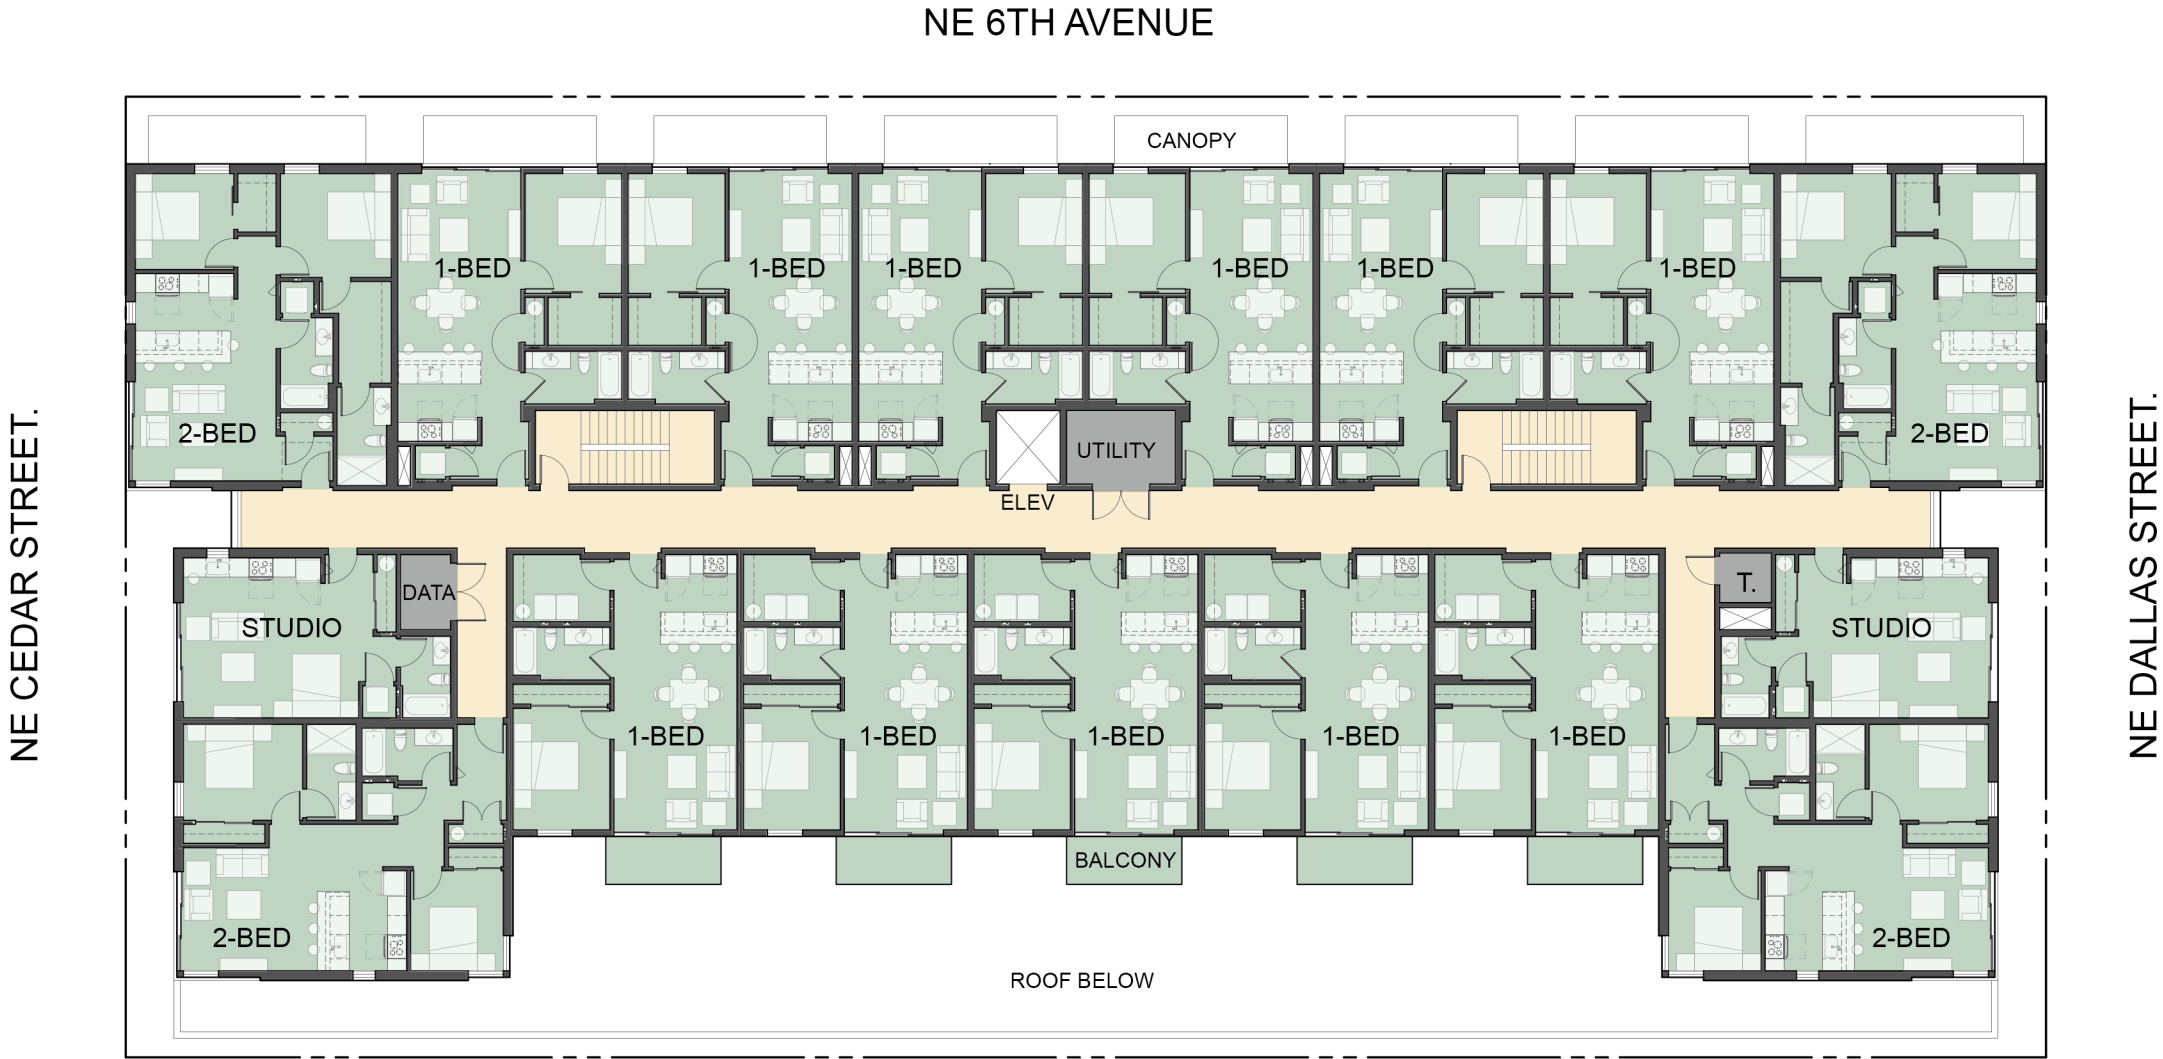 NE 6TH AVENUE
CANOPY
1-BED
1-BED
1-BED
1-BED
1-BED
1-BED
2-BED
2-BED
UTILITY
ELEV
NE CEDAR STREET.
NE DALLAS STREET.
DATA
T.
STUDIO
STUDIO
1-BED
1-BED
1-BED
1-BED
1-BED
BALCONY
2-BED
2-BED
ROOF BELOW